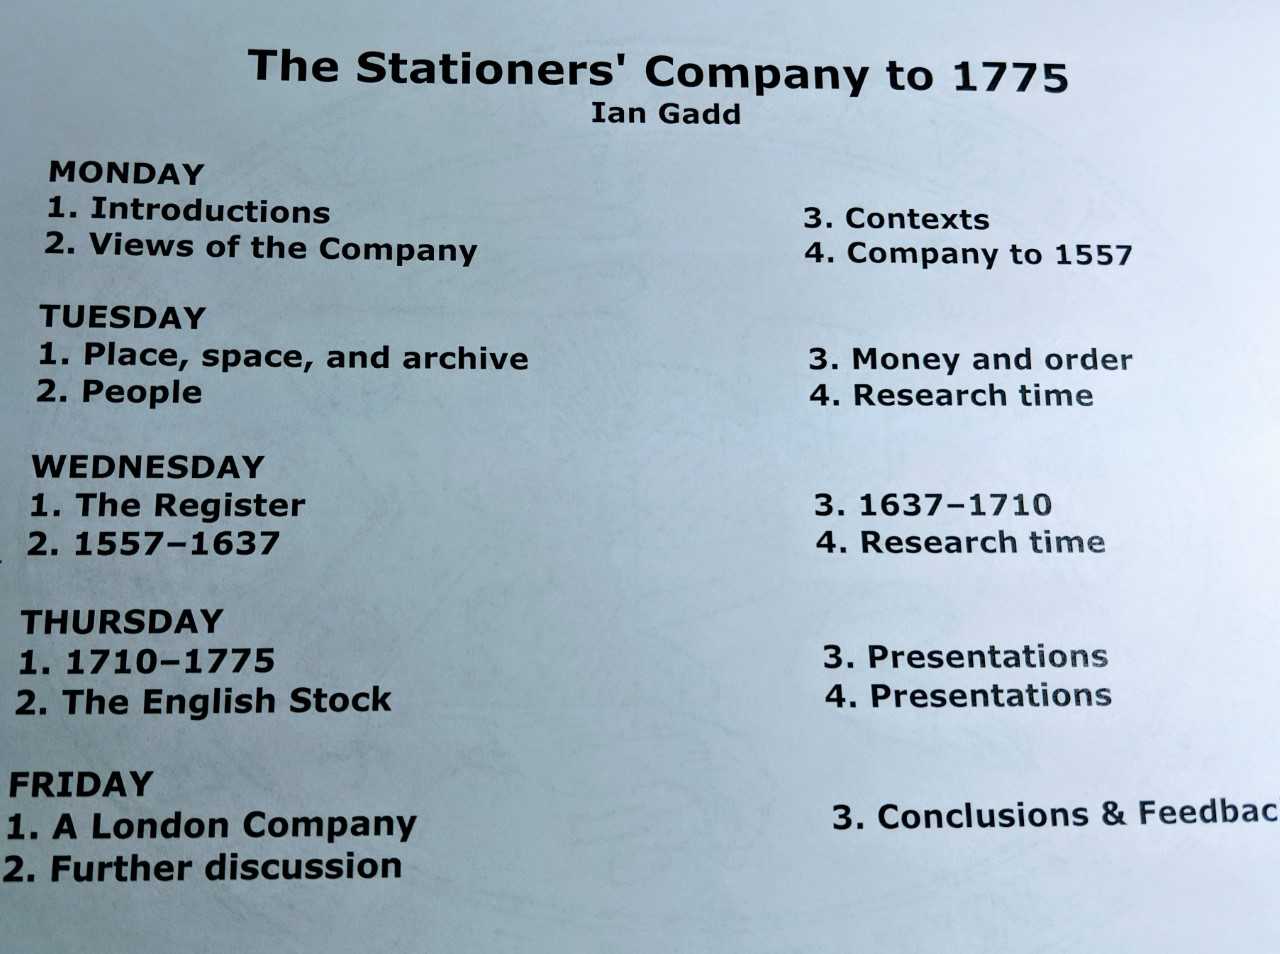 The Stationers' Company to 1775
Ian Gadd
MONDAY
1. Introductions
2. Views of the Company
3. Contexts
4. Company to 1557
TUESDAY
1. Place, space, and archive
2. People
3. Money and order
4. Research time
WEDNESDAY
1. The Register
2. 1557–1637
3. 1637–1710
4. Research time
THURSDAY
1. 1710–1775
2. The English Stock
3. Presentations
4. Presentations
FRIDAY
1. A London Company
2. Further discussion
3. Conclusions & Feedbac